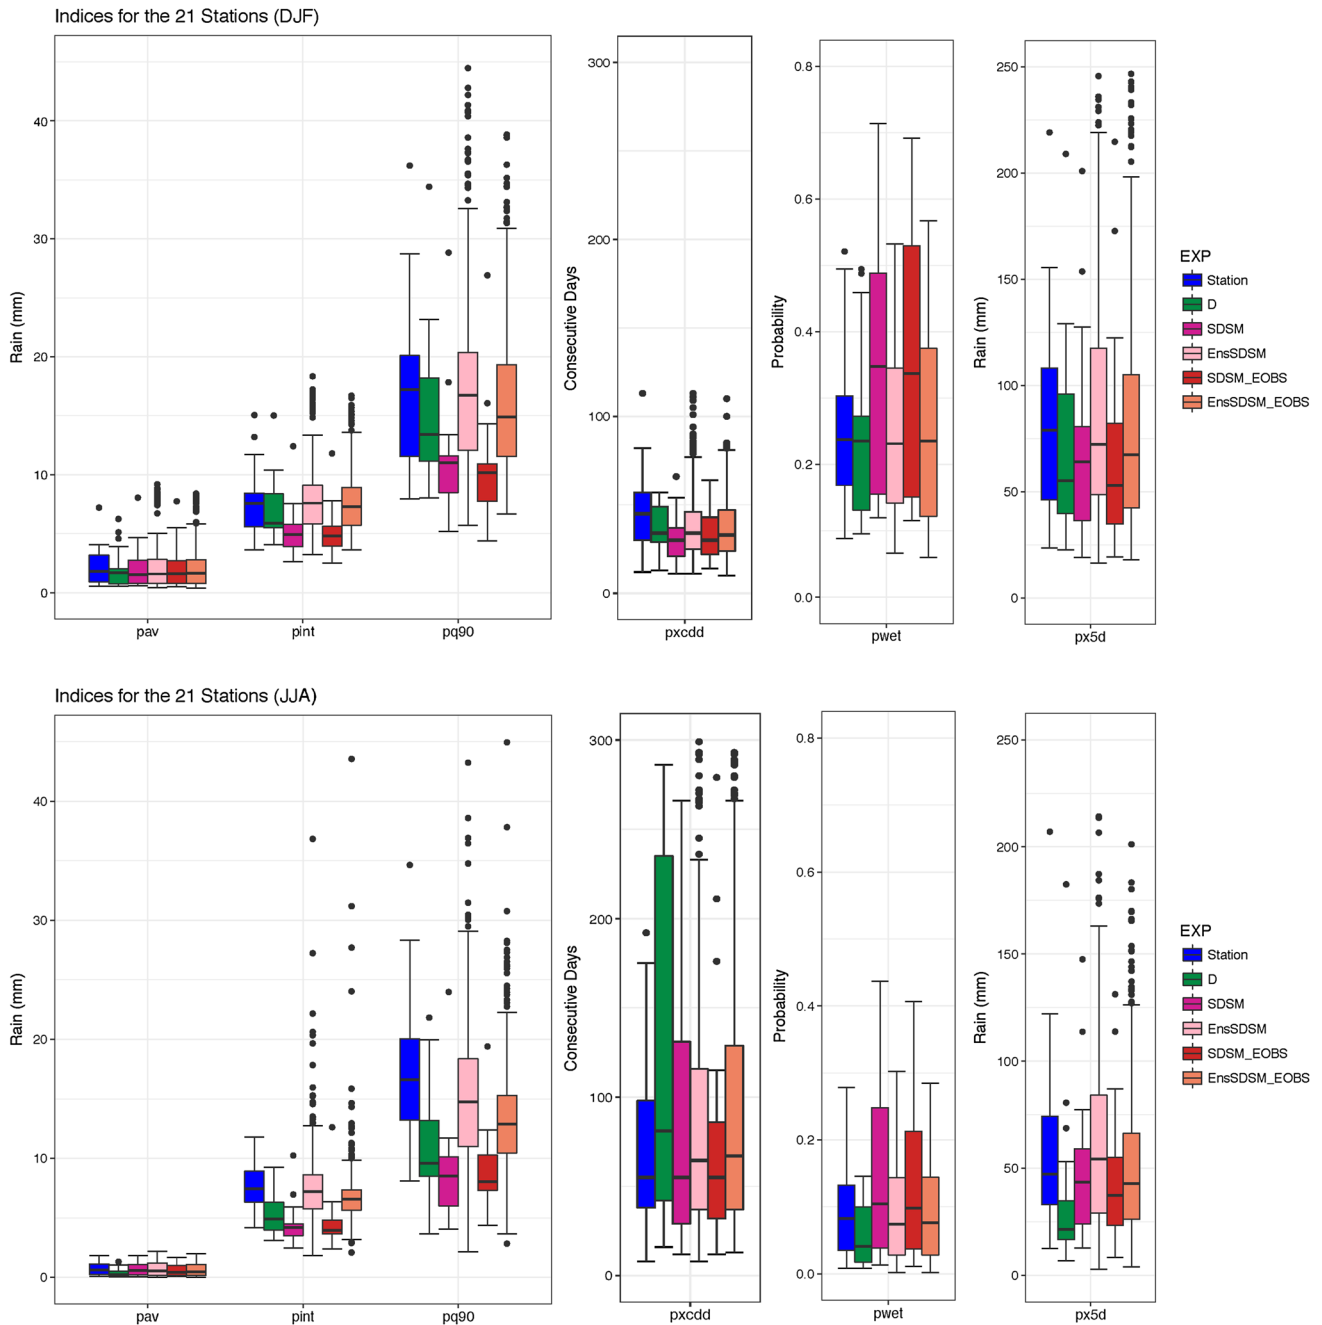 Indices for the 21 Stations (DJF)
Rain (mm)
40
30
20
10
0
pav
pint
pq90
Consecutive Days
300
200
100
0
pxcdd
Probability
0.8
0.6
0.4
0.2
0.0
pwet
Rain (mm)
250
200
150
100
50
0
px5d
EXP
Station
D
SDSM
EnsSDSM
SDSM_EOBS
EnsSDSM_EOBS
Indices for the 21 Stations (JJA)
Rain (mm)
40
30
20
10
0
pav
pint
pq90
Consecutive Days
300
200
100
0
pxcdd
Probability
0.8
0.6
0.4
0.2
0.0
pwet
Rain (mm)
250
200
150
100
50
0
px5d
EXP
Station
D
SDSM
EnsSDSM
SDSM_EOBS
EnsSDSM_EOBS